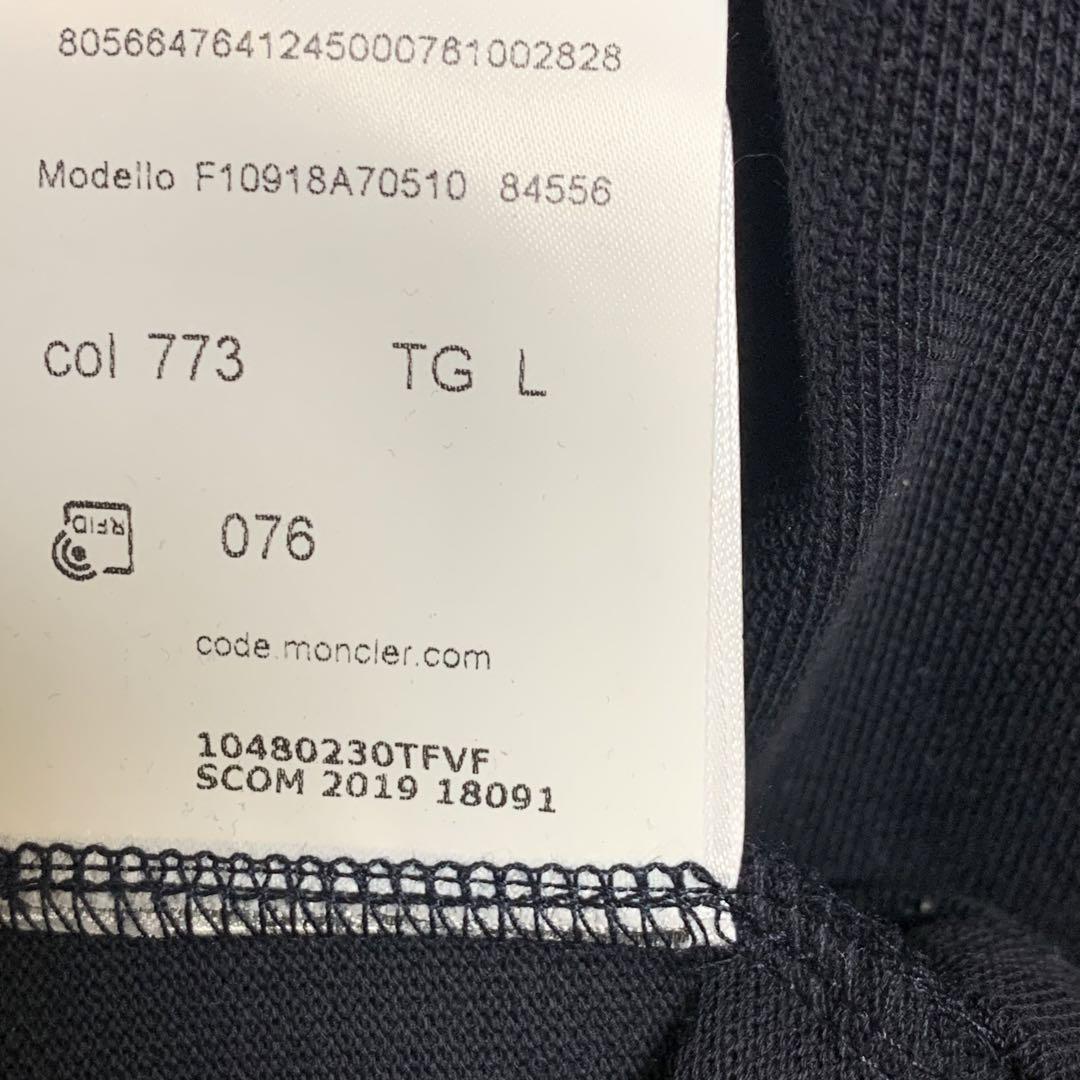 8056647641245000761002828
Modello F10918A70510 84556
col 773 TG L
RFID 076
code.moncler.com
10480230TFVF
SCOM 2019 18091